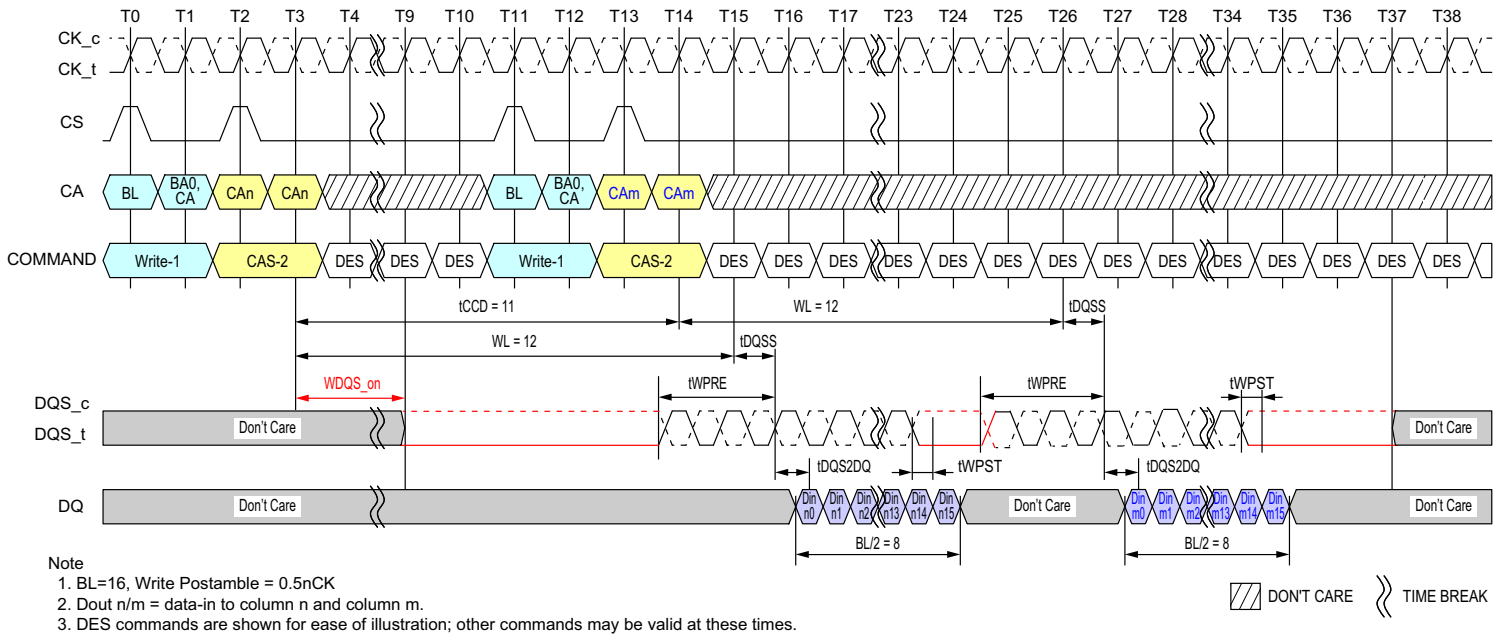 T0 T1 T2 T3 T4 T9 T10 T11 T12 T13 T14 T15 T16 T17 T23 T24 T25 T26 T27 T28 T34 T35 T36 T37 T38
CK_c
CK_t
CS
CA BL BA0, CA CAn CAn BL BA0, CA CAm CAm
COMMAND Write-1 CAS-2 DES DES DES Write-1 CAS-2 DES DES DES DES DES DES DES DES DES DES DES DES DES DES
tCCD = 11 WL = 12 tDQSS
WL = 12 tDQSS
WDQS_on tWPRE tWPRE tWPST
DQS_c
DQS_t Don't Care Don't Care
tDQS2DQ tWPST tDQS2DQ
DQ Don't Care Din n0 Din n1 Din n2 Din n13 Din n14 Din n15 Don't Care Din m0 Din m1 Din m2 Din m13 Din m14 Din m15 Don't Care
BL/2 = 8 BL/2 = 8
Note
1. BL=16, Write Postamble = 0.5nCK
2. Dout n/m = data-in to column n and column m.
3. DES commands are shown for ease of illustration; other commands may be valid at these times.
DON'T CARE TIME BREAK